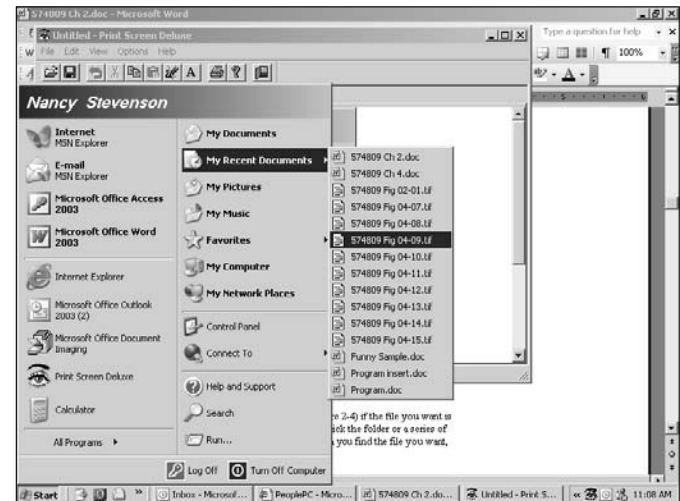 574809 Ch 2.doc - Microsoft Word
Untitled - Print Screen Deluxe
Type a question for help
File Edit View Options Help
100%
Nancy Stevenson
Internet
MSN Explorer
E-mail
MSN Explorer
Microsoft Office Access
2003
Microsoft Office Word
2003
Internet Explorer
Microsoft Office Outlook
2003 (2)
Microsoft Office Document
Imaging
Print Screen Deluxe
Calculator
All Programs
My Documents
My Recent Documents
My Pictures
My Music
Favorites
My Computer
My Network Places
Control Panel
Connect To
Help and Support
Search
Run...
574809 Ch 2.doc
574809 Ch 4.doc
574809 Fig 02-01.tif
574809 Fig 04-07.tif
574809 Fig 04-08.tif
574809 Fig 04-09.tif
574809 Fig 04-10.tif
574809 Fig 04-11.tif
574809 Fig 04-12.tif
574809 Fig 04-13.tif
574809 Fig 04-14.tif
574809 Fig 04-15.tif
Funny Sample.doc
Program insert.doc
Program.doc
2-4) if the file you want is
ick the folder or a series of
you find the file you want,
Log Off Turn Off Computer
Start Inbox - Microsof... PeoplePC - Micro... 574809 Ch 2.do... Untitled - Print S... 11:08 AM